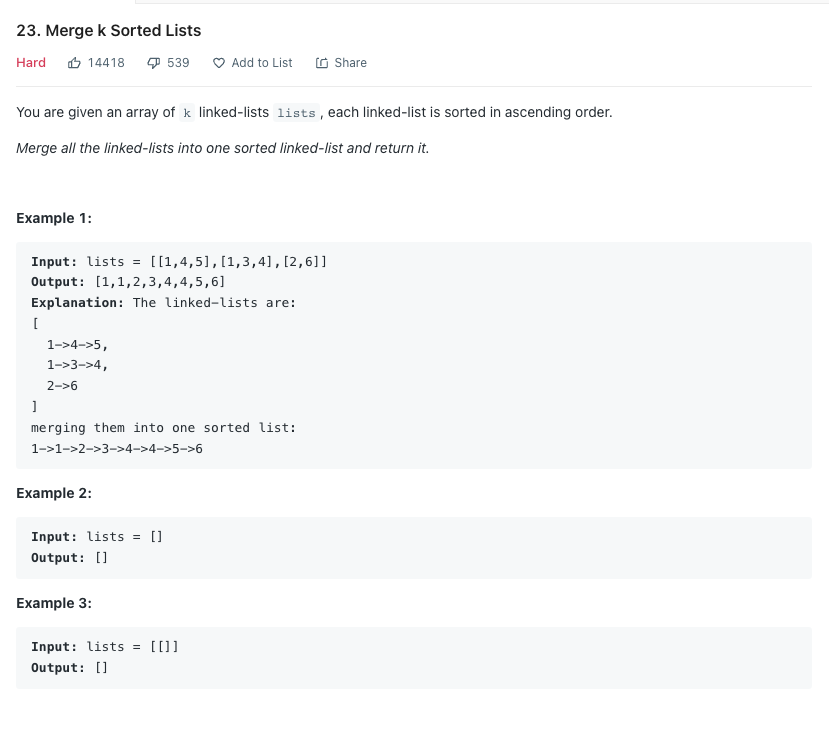 23. Merge k Sorted Lists
Hard 14418 539 Add to List Share
You are given an array of k linked-lists lists, each linked-list is sorted in ascending order.
Merge all the linked-lists into one sorted linked-list and return it.
Example 1:
Input: lists = [[1,4,5],[1,3,4],[2,6]]
Output: [1,1,2,3,4,4,5,6]
Explanation: The linked-lists are:
[
  1->4->5,
  1->3->4,
  2->6
]
merging them into one sorted list:
1->1->2->3->4->4->5->6
Example 2:
Input: lists = []
Output: []
Example 3:
Input: lists = [[]]
Output: []